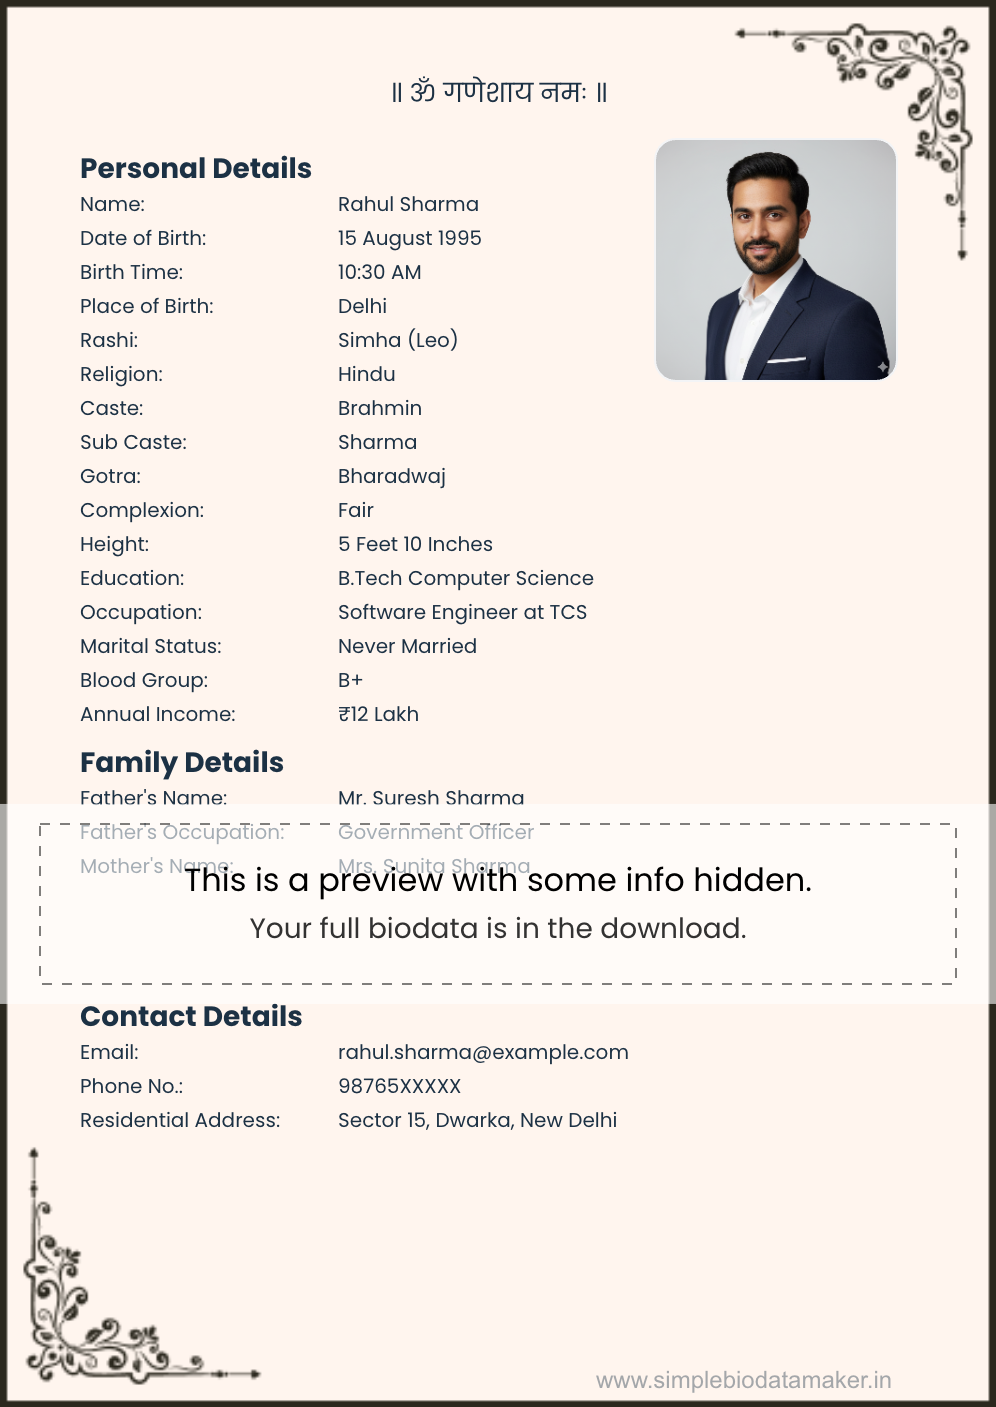 ॥ ॐ गणेशाय नमः ॥
Personal Details
Name: Rahul Sharma
Date of Birth: 15 August 1995
Birth Time: 10:30 AM
Place of Birth: Delhi
Rashi: Simha (Leo)
Religion: Hindu
Caste: Brahmin
Sub Caste: Sharma
Gotra: Bharadwaj
Complexion: Fair
Height: 5 Feet 10 Inches
Education: B.Tech Computer Science
Occupation: Software Engineer at TCS
Marital Status: Never Married
Blood Group: B+
Annual Income: ₹12 Lakh
Family Details
Father's Name: Mr. Suresh Sharma
Father's Occupation: Government Officer
Mother's Name: Mrs. Sunita Sharma
This is a preview with some info hidden.
Your full biodata is in the download.
Contact Details
Email: rahul.sharma@example.com
Phone No.: 98765XXXXX
Residential Address: Sector 15, Dwarka, New Delhi
www.simplebiodatamaker.in